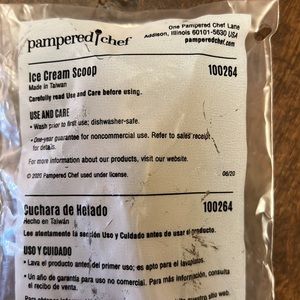 pampered chef
One Pampered Chef Lane
Addison, Illinois 60101-5630 USA
pamperedchef.com
Ice Cream Scoop 100264
Made in Taiwan
Carefully read Use and Care before using.
USE AND CARE
• Wash prior to first use; dishwasher-safe.
• One-year guarantee for noncommercial use. Refer to sales receipt
for details.
For more information about our products, visit our website.
© 2020 Pampered Chef used under license. 06/20
Cuchara de Helado 100264
Hecho en Taiwán
Lee atentamente la sección Uso y Cuidado antes de usar el producto.
USO Y CUIDADO
• Lava el producto antes del primer uso; es apto para el lavaplatos.
• Un año de garantía para uso no comercial. Para más información, consulta
el recibo de venta.